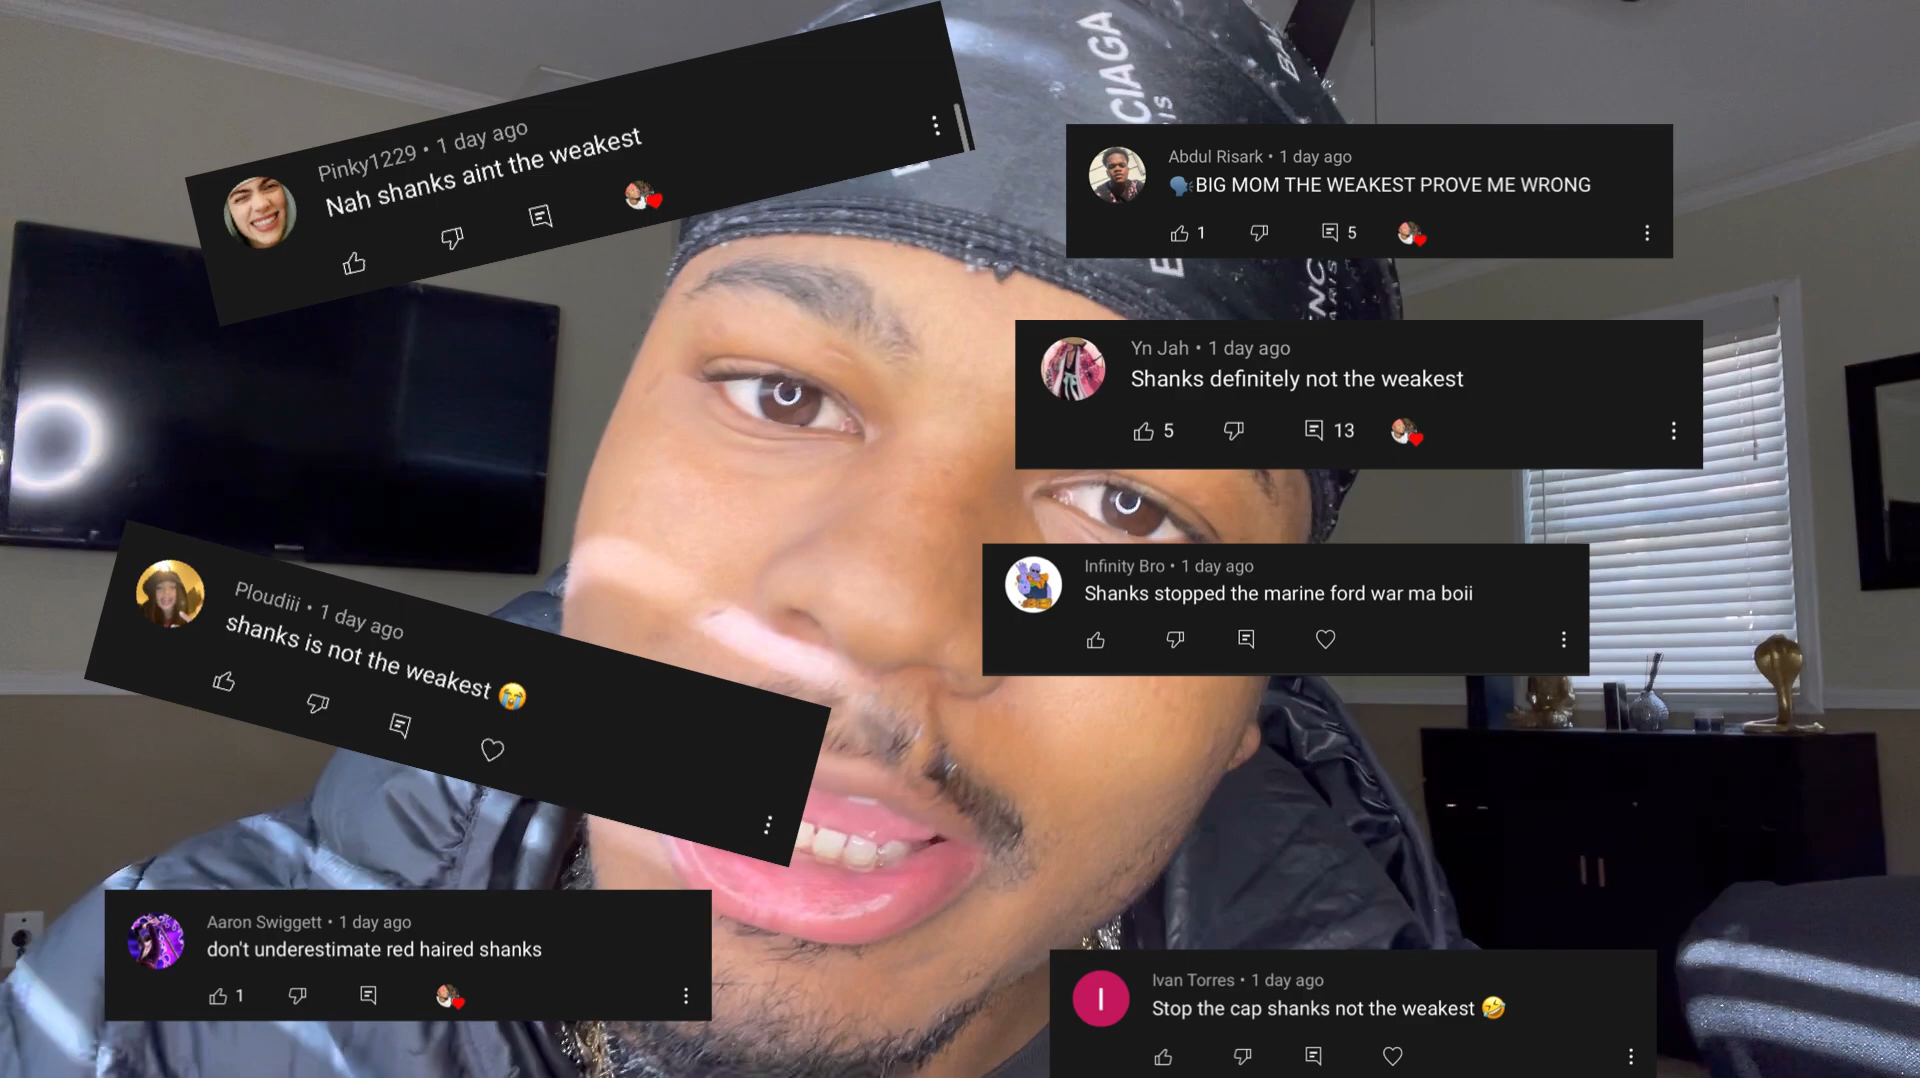 Pinky1229 • 1 day ago
Nah shanks aint the weakest
CIAGA
Abdul Risark • 1 day ago
🗣BIG MOM THE WEAKEST PROVE ME WRONG
1
5
Yn Jah • 1 day ago
Shanks definitely not the weakest
5
13
Infinity Bro • 1 day ago
Shanks stopped the marine ford war ma boii
Ploudiii • 1 day ago
shanks is not the weakest 😭
Aaron Swiggett • 1 day ago
don't underestimate red haired shanks
1
I
Ivan Torres • 1 day ago
Stop the cap shanks not the weakest 🤣